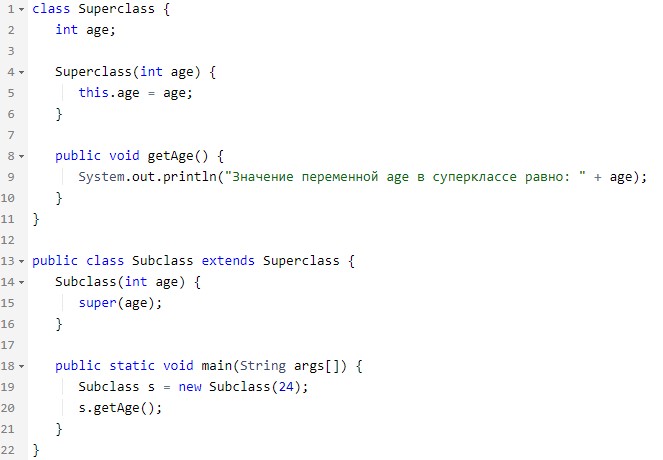 1 class Superclass {
2    int age;
3
4    Superclass(int age) {
5       this.age = age;
6    }
7
8    public void getAge() {
9       System.out.println("Значение переменной age в суперклассе равно: " + age);
10    }
11 }
12
13 public class Subclass extends Superclass {
14    Subclass(int age) {
15       super(age);
16    }
17
18    public static void main(String args[]) {
19       Subclass s = new Subclass(24);
20       s.getAge();
21    }
22 }